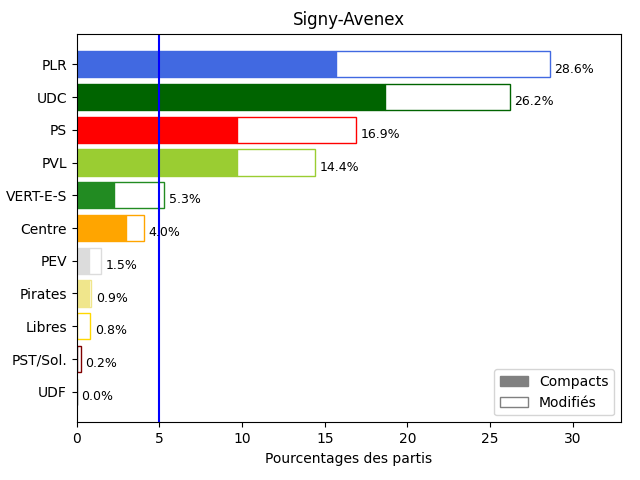 Signy-Avenex
PLR
28.6%
UDC
26.2%
PS
16.9%
PVL
14.4%
VERT-E-S
5.3%
Centre
4.0%
PEV
1.5%
Pirates
0.9%
Libres
0.8%
PST/Sol.
0.2%
UDF
0.0%
Compacts
Modifiés
0 5 10 15 20 25 30
Pourcentages des partis